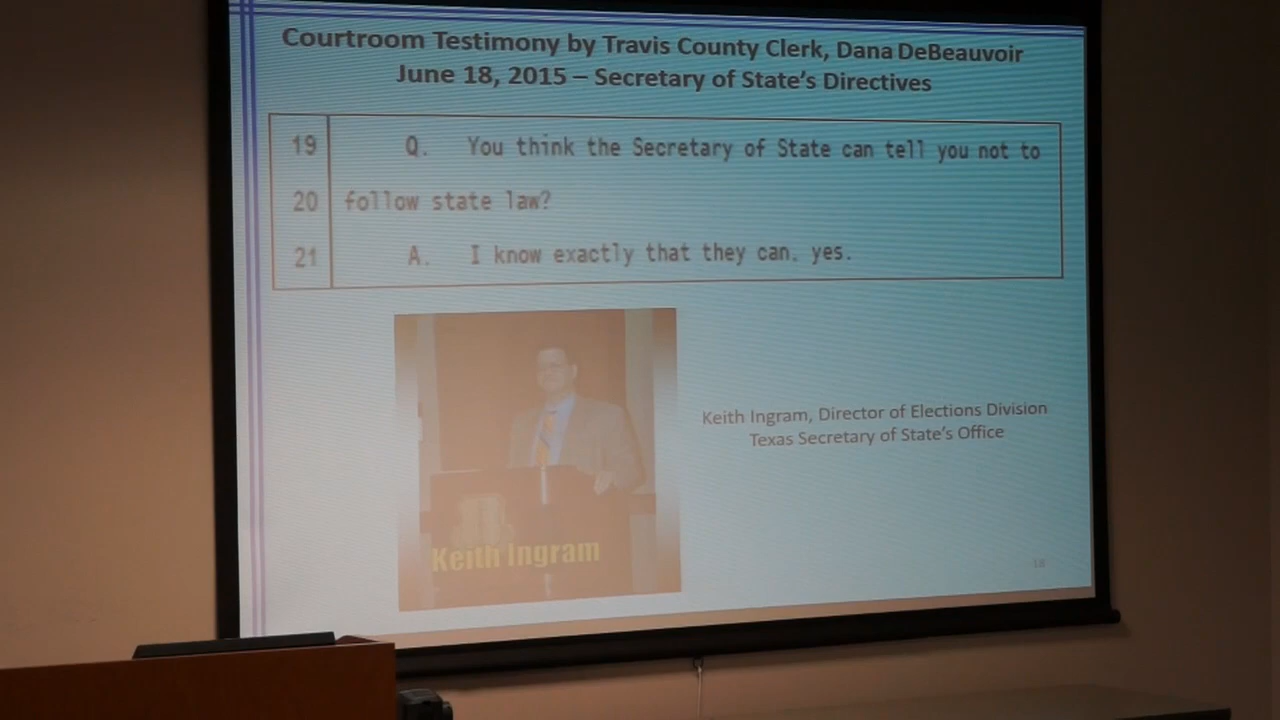 Courtroom Testimony by Travis County Clerk, Dana DeBeauvoir
June 18, 2015 – Secretary of State's Directives
19 Q. You think the Secretary of State can tell you not to
20 follow state law?
21 A. I know exactly that they can. yes.
Keith Ingram, Director of Elections Division
Texas Secretary of State's Office
Keith Ingram
18